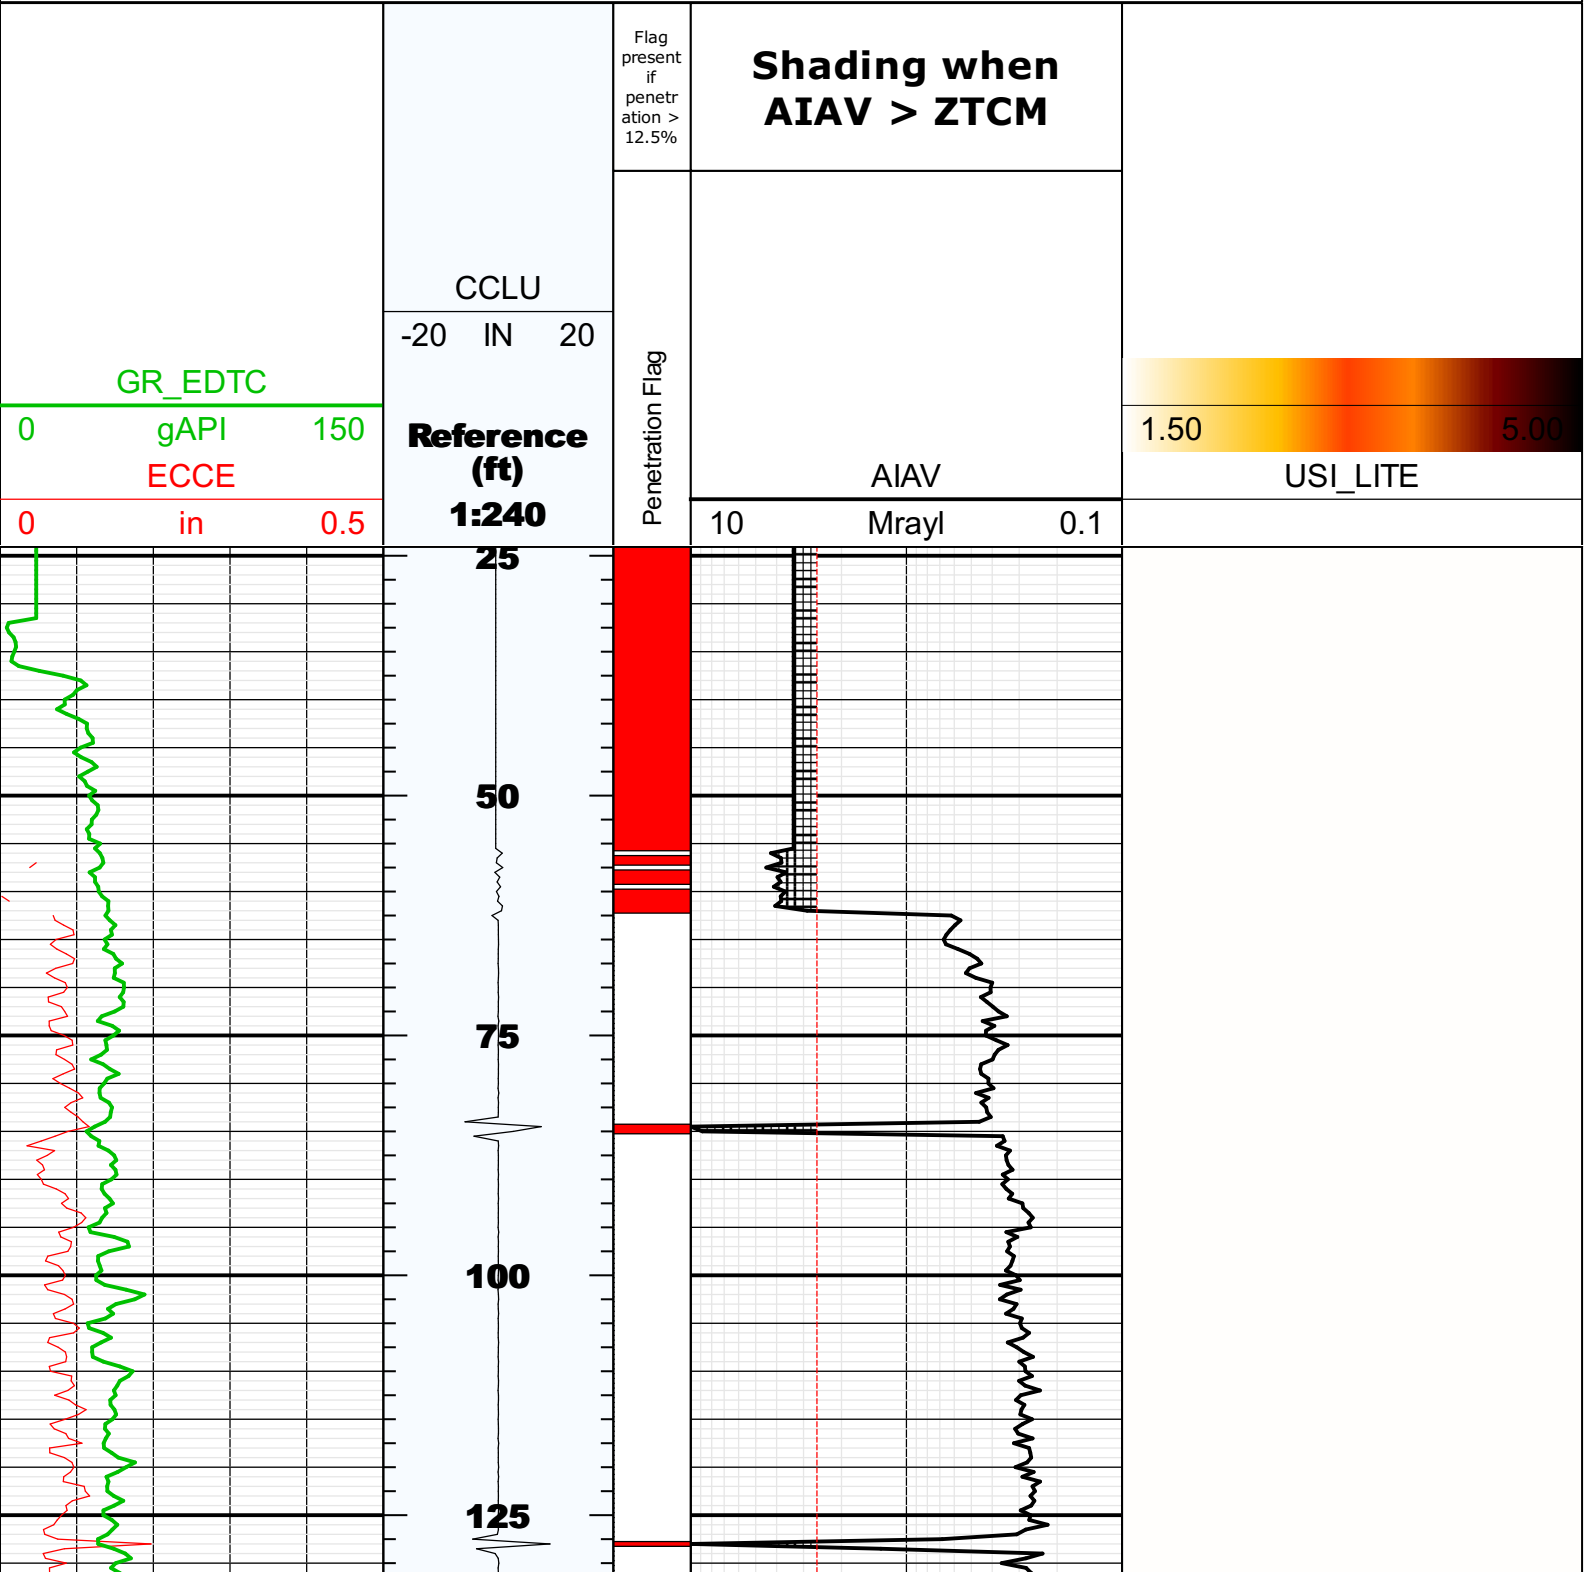 Flag
present
if
penetr
ation >
12.5%
Shading when
AIAV > ZTCM
CCLU
-20 IN 20
GR_EDTC
0 gAPI 150
ECCE
0 in 0.5
Reference
(ft)
1:240
Penetration Flag
AIAV
10 Mrayl 0.1
1.50 5.00
USI_LITE
25
50
75
100
125